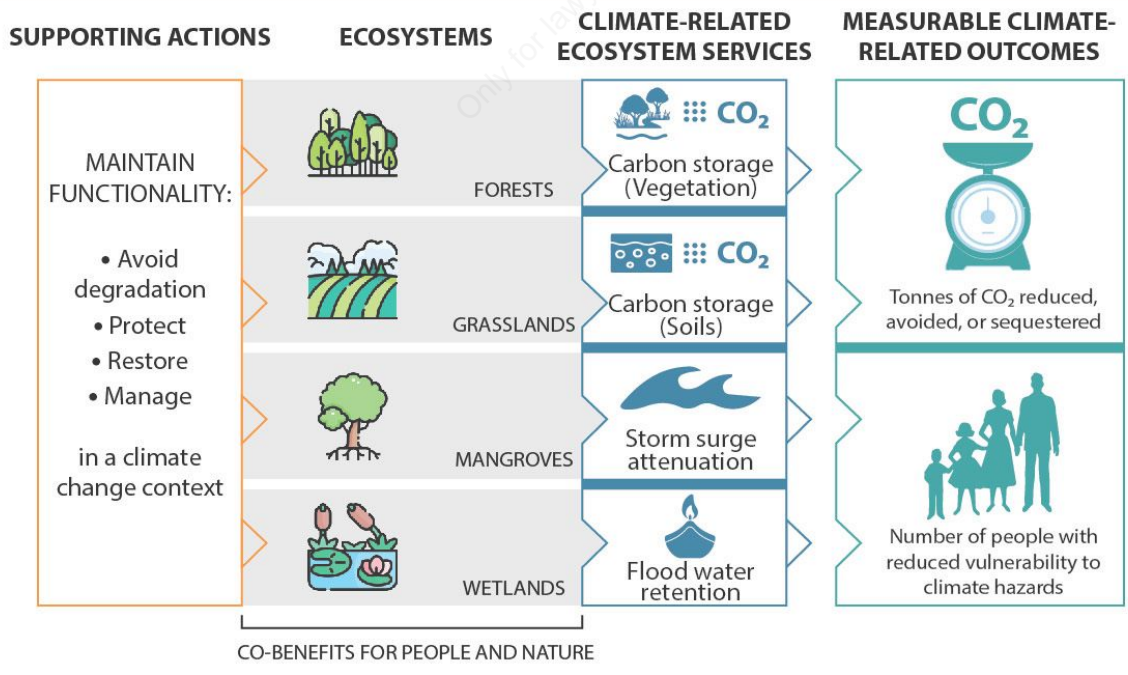 SUPPORTING ACTIONS
ECOSYSTEMS
CLIMATE-RELATED
ECOSYSTEM SERVICES
MEASURABLE CLIMATE-
RELATED OUTCOMES
MAINTAIN
FUNCTIONALITY:
• Avoid
degradation
• Protect
• Restore
• Manage
in a climate
change context
FORESTS
GRASSLANDS
MANGROVES
WETLANDS
CO₂
Carbon storage
(Vegetation)
CO₂
Carbon storage
(Soils)
Storm surge
attenuation
Flood water
retention
CO₂
Tonnes of CO₂ reduced,
avoided, or sequestered
Number of people with
reduced vulnerability to
climate hazards
CO-BENEFITS FOR PEOPLE AND NATURE
Only for